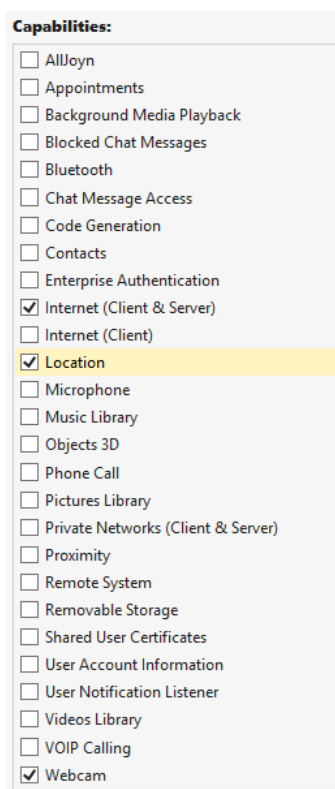 Capabilities:
AllJoyn
Appointments
Background Media Playback
Blocked Chat Messages
Bluetooth
Chat Message Access
Code Generation
Contacts
Enterprise Authentication
Internet (Client & Server)
Internet (Client)
Location
Microphone
Music Library
Objects 3D
Phone Call
Pictures Library
Private Networks (Client & Server)
Proximity
Remote System
Removable Storage
Shared User Certificates
User Account Information
User Notification Listener
Videos Library
VOIP Calling
Webcam